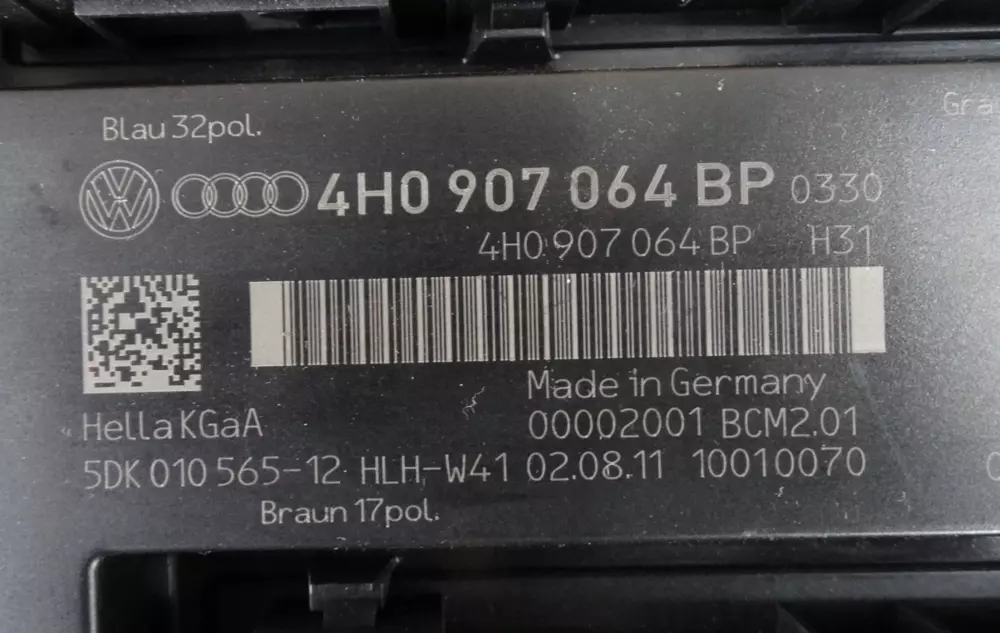 Gra
Blau 32pol.
4H0 907 064 BP 0330
4H0 907 064 BP H31
Made in Germany
Hella KGaA 00002001 BCM2.01
5DK 010 565-12 HLH-W41 02.08.11 10010070
Braun 17pol.